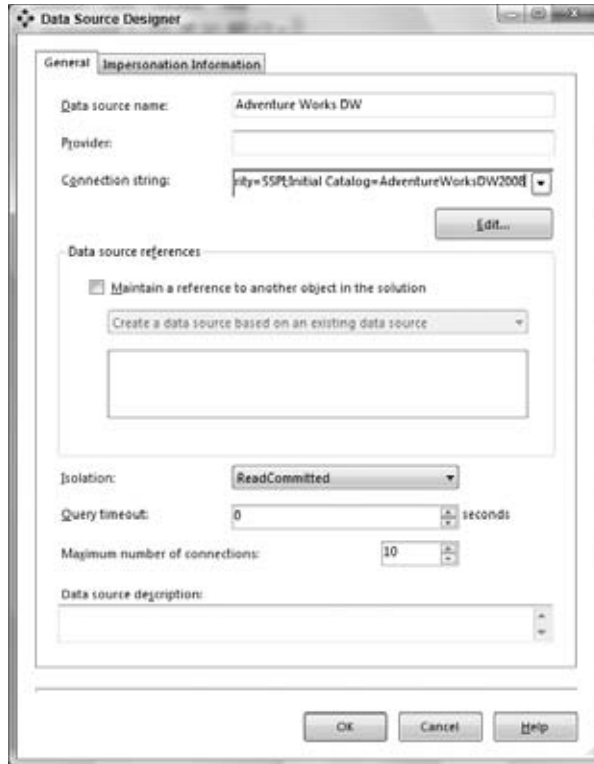 Data Source Designer
General Impersonation Information
Data source name: Adventure Works DW
Provider:
Connection string: rity=SSPI;Initial Catalog=AdventureWorksDW2008
Edit...
Data source references
Maintain a reference to another object in the solution
Create a data source based on an existing data source
Isolation: ReadCommitted
Query timeout: 0 seconds
Maximum number of connections: 10
Data source description:
OK Cancel Help